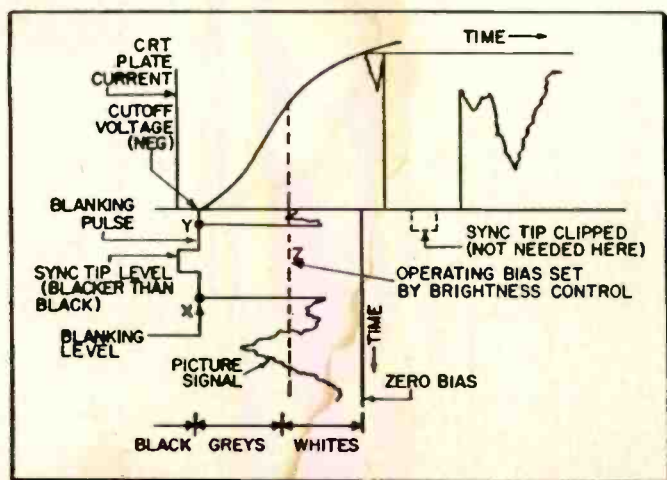 CRT
PLATE
CURRENT
TIME
CUTOFF
VOLTAGE
(NEG)
BLANKING
PULSE
Y
SYNC TIP LEVEL
(BLACKER THAN
BLACK)
X
BLANKING
LEVEL
Z
SYNC TIP CLIPPED
(NOT NEEDED HERE)
OPERATING BIAS SET
BY BRIGHTNESS CONTROL
PICTURE
SIGNAL
TIME
ZERO BIAS
BLACK
GREYS
WHITES